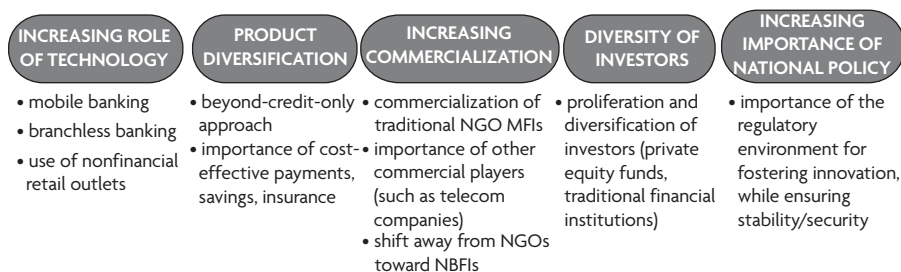 INCREASING ROLE
OF TECHNOLOGY
• mobile banking
• branchless banking
• use of nonfinancial
retail outlets
PRODUCT
DIVERSIFICATION
• beyond-credit-only
approach
• importance of cost-
effective payments,
savings, insurance
INCREASING
COMMERCIALIZATION
• commercialization of
traditional NGO MFIs
• importance of other
commercial players
(such as telecom
companies)
• shift away from NGOs
toward NBFIs
DIVERSITY OF
INVESTORS
• proliferation and
diversification of
investors (private
equity funds,
traditional financial
institutions)
INCREASING
IMPORTANCE OF
NATIONAL POLICY
• importance of the
regulatory
environment for
fostering innovation,
while ensuring
stability/security